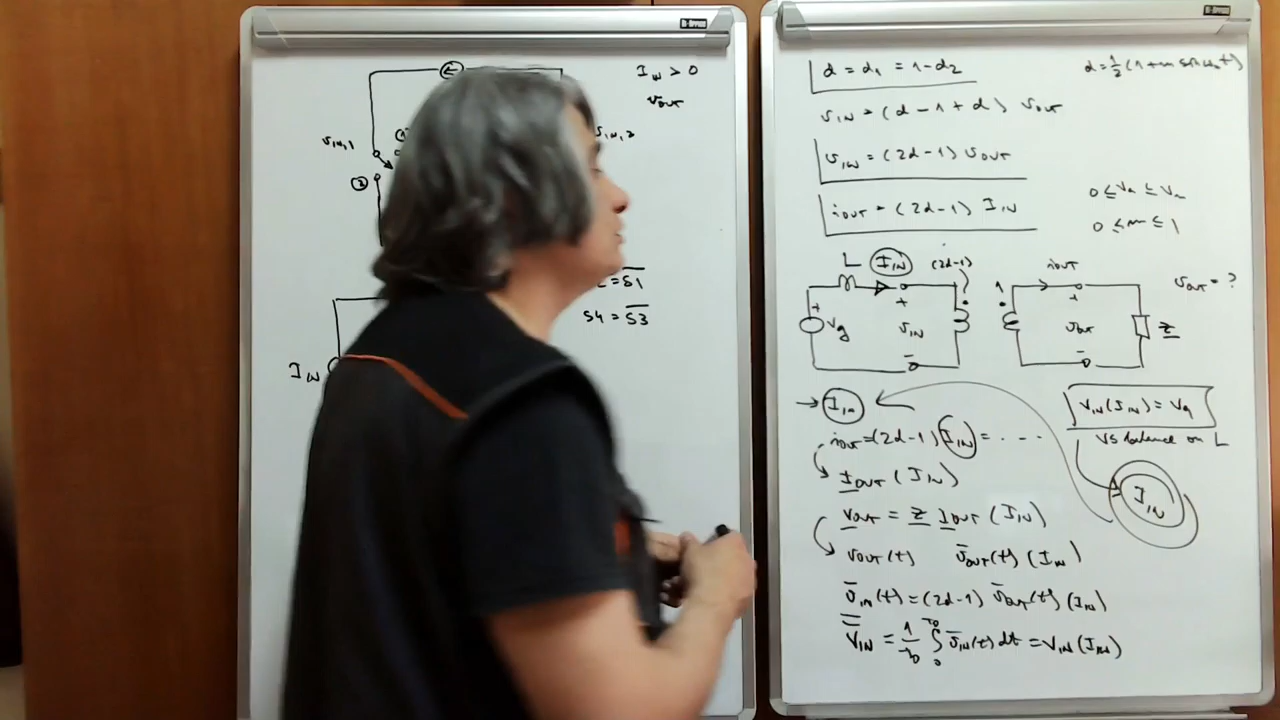 I_IN > 0
v_OUT
v_IN,1
①
v_IN,2
②
= S1̅
S4 = S3̅
I_IN
d = d₁ = 1-d₂
d = ½(1+m sin ω₀t)
v_IN = (d-1+d) v_OUT
v_IN = (2d-1) v_OUT
i_OUT = (2d-1) I_IN
0 ≤ m ≤ 1
L I_IN (2d-1)
1 i_OUT
v_OUT = ?
+ + +
V_g v_IN v_OUT Z
- -
→ I_IN
V_IN(I_IN) = V_g
i_OUT=(2d-1) I_IN = - - -
VS balance on L
I_OUT (I_IN)
I_IN
V_OUT = Z I_OUT (I_IN)
v_OUT(t) v̅_OUT(t) (I_IN)
v̅_IN(t) = (2d-1) v̅_OUT(t) (I_IN)
V_IN = 1/T₀ ∫₀^T₀ v̅_IN(t) dt = V_IN(I_IN)